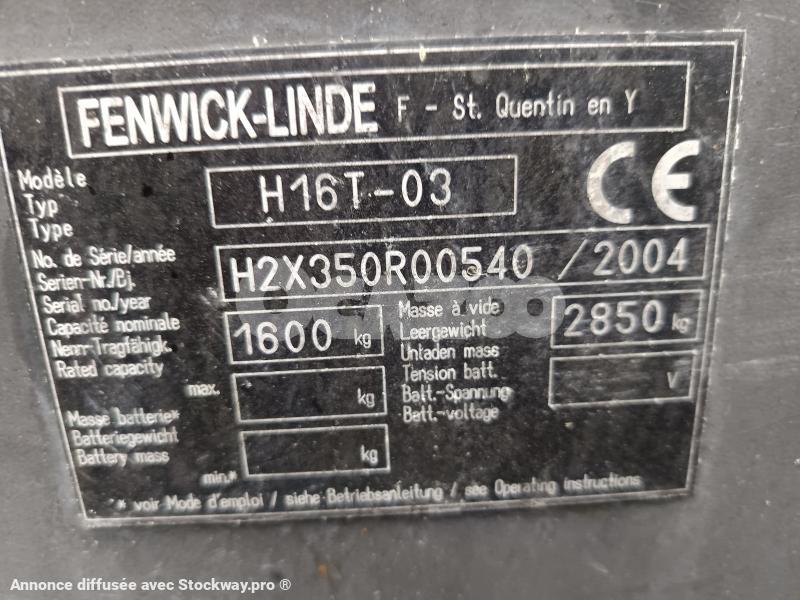 FENWICK-LINDE F - St. Quentin en Y
Modèle
Typ
Type
H16T-03
CE
No. de Série/année
Serien-Nr./Bj.
Serial no./year
H2X350R00540 / 2004
Capacité nominale
Nenn-Tragfähigk.
Rated capacity
1600 kg
Masse à vide
Leergewicht
Untaden mass
2850 kg
Tension batt.
Batt.-Spannung
Batt.-voltage
V
max. kg
Masse batterie*
Batteriegewicht
Battery mass
min.* kg
* voir Mode d'emploi / siehe Betriebsanleitung / see Operating instructions
Annonce diffusée avec Stockway.pro ®